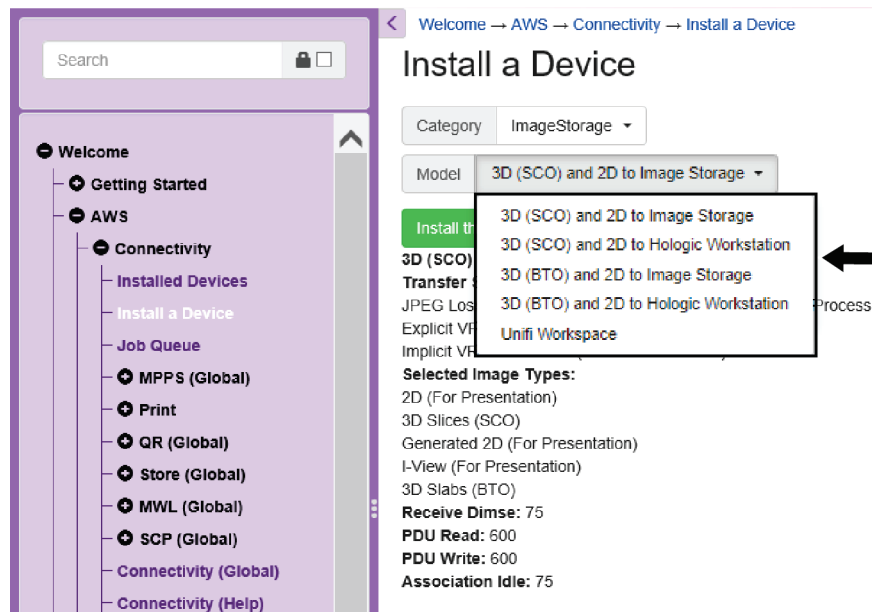 Search
Welcome
Getting Started
AWS
Connectivity
Installed Devices
Install a Device
Job Queue
MPPS (Global)
Print
QR (Global)
Store (Global)
MWL (Global)
SCP (Global)
Connectivity (Global)
Connectivity (Help)
Welcome → AWS → Connectivity → Install a Device
Install a Device
Category ImageStorage
Model 3D (SCO) and 2D to Image Storage
3D (SCO) and 2D to Image Storage
3D (SCO) and 2D to Hologic Workstation
3D (BTO) and 2D to Image Storage
3D (BTO) and 2D to Hologic Workstation
Unifi Workspace
Install th
3D (SCO)
Transfer
JPEG Los Process
Explicit
Implicit
Selected Image Types:
2D (For Presentation)
3D Slices (SCO)
Generated 2D (For Presentation)
I-View (For Presentation)
3D Slabs (BTO)
Receive Dimse: 75
PDU Read: 600
PDU Write: 600
Association Idle: 75